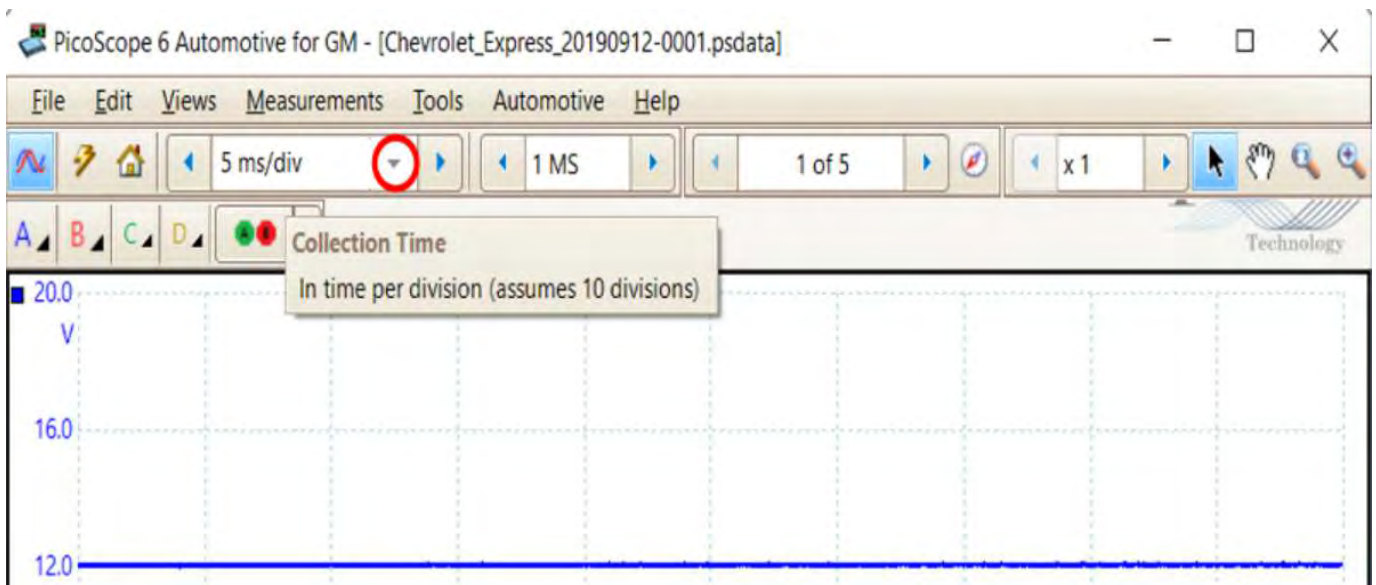 PicoScope 6 Automotive for GM - [Chevrolet_Express_20190912-0001.psdata]
File Edit Views Measurements Tools Automotive Help
5 ms/div 1 MS 1 of 5 x 1
A B C D A B
Technology
Collection Time
In time per division (assumes 10 divisions)
20.0
V
16.0
12.0